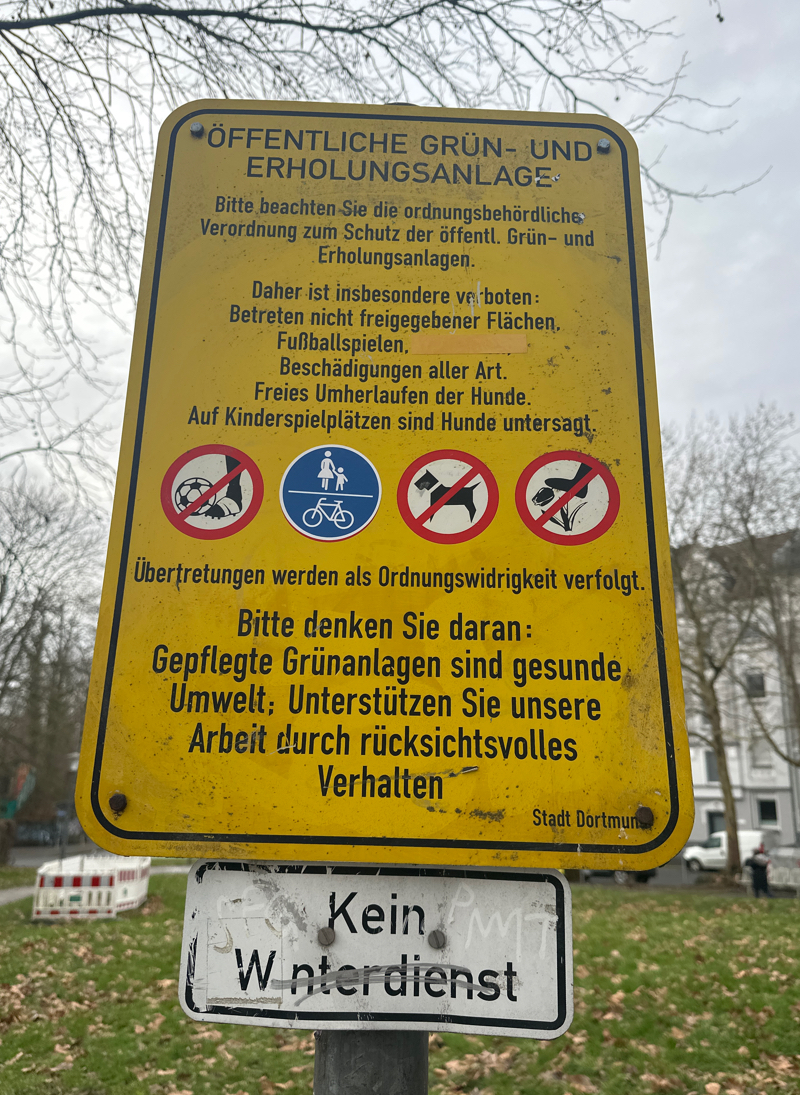 ÖFFENTLICHE GRÜN- UND
ERHOLUNGSANLAGE
Bitte beachten Sie die ordnungsbehördliche
Verordnung zum Schutz der öffentl. Grün- und
Erholungsanlagen.
Daher ist insbesondere verboten:
Betreten nicht freigegebener Flächen,
Fußballspielen,
Beschädigungen aller Art.
Freies Umherlaufen der Hunde.
Auf Kinderspielplätzen sind Hunde untersagt.
Übertretungen werden als Ordnungswidrigkeit verfolgt.
Bitte denken Sie daran:
Gepflegte Grünanlagen sind gesunde
Umwelt; Unterstützen Sie unsere
Arbeit durch rücksichtsvolles
Verhalten
Stadt Dortmund
Kein
Winterdienst